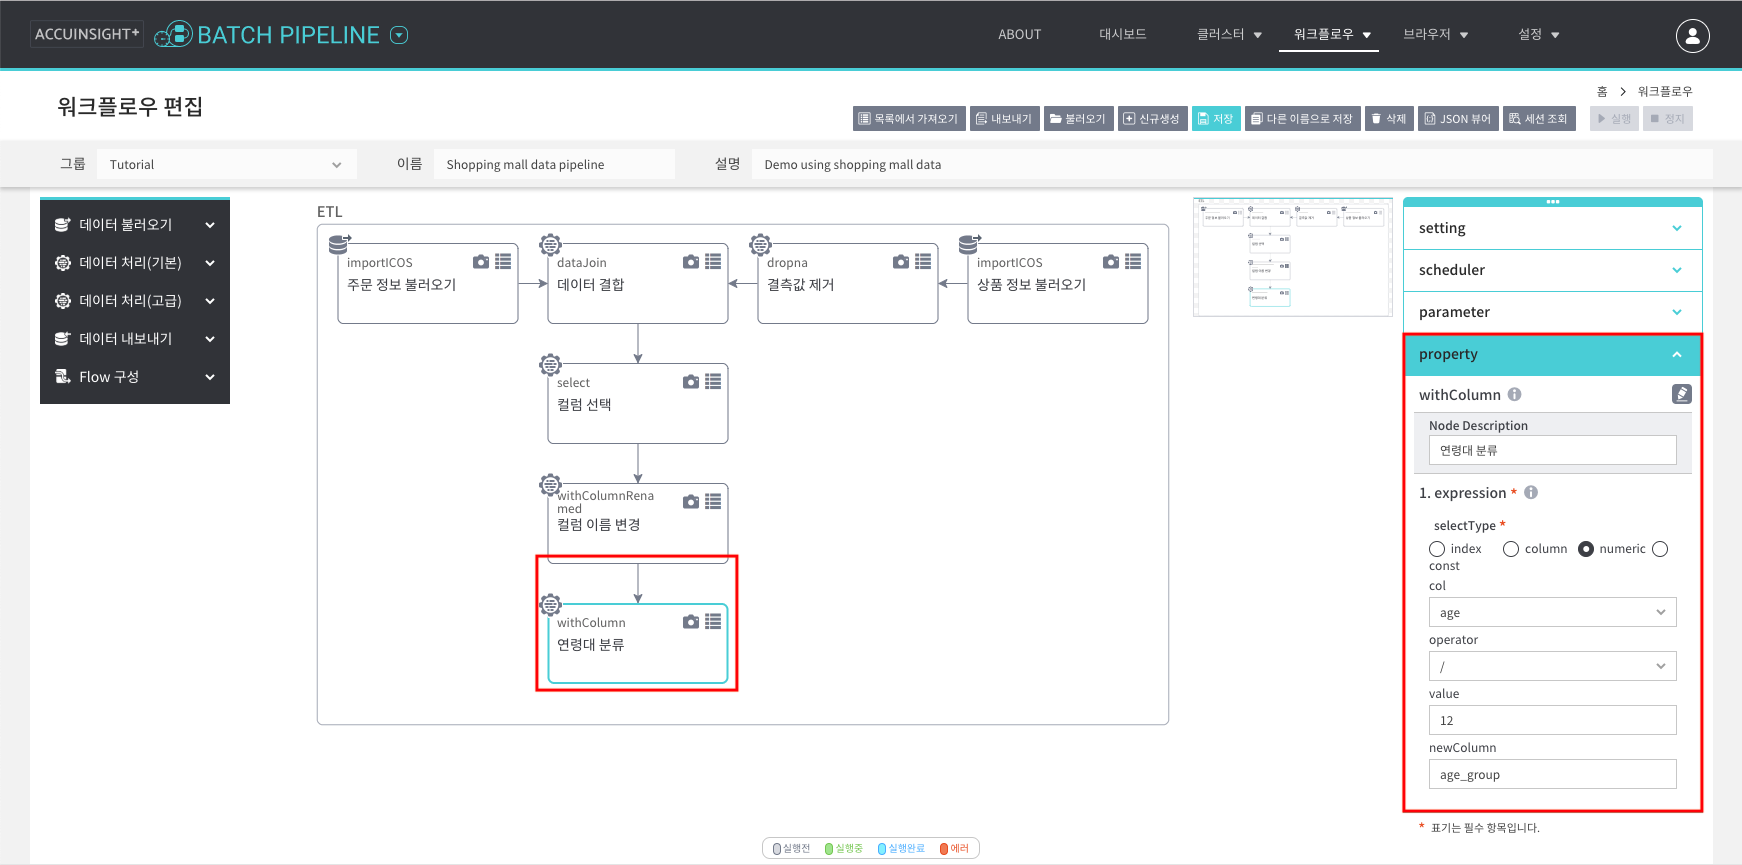 ACCUINSIGHT+ BATCH PIPELINE
ABOUT 대시보드 클러스터 워크플로우 브라우저 설정
홈 > 워크플로우
워크플로우 편집
목록에서 가져오기 내보내기 불러오기 신규생성 저장 다른 이름으로 저장 삭제 JSON 뷰어 세션 조회 실행 정지
그룹 Tutorial 이름 Shopping mall data pipeline 설명 Demo using shopping mall data
데이터 불러오기
데이터 처리(기본)
데이터 처리(고급)
데이터 내보내기
Flow 구성
ETL
importICOS
주문 정보 불러오기
dataJoin
데이터 결합
dropna
결측값 제거
importICOS
상품 정보 불러오기
select
컬럼 선택
withColumnRena
med
컬럼 이름 변경
withColumn
연령대 분류
setting
scheduler
parameter
property
withColumn
Node Description
연령대 분류
1. expression *
selectType *
index column numeric
const
col
age
operator
/
value
12
newColumn
age_group
* 표기는 필수 항목입니다.
실행전 실행중 실행완료 에러